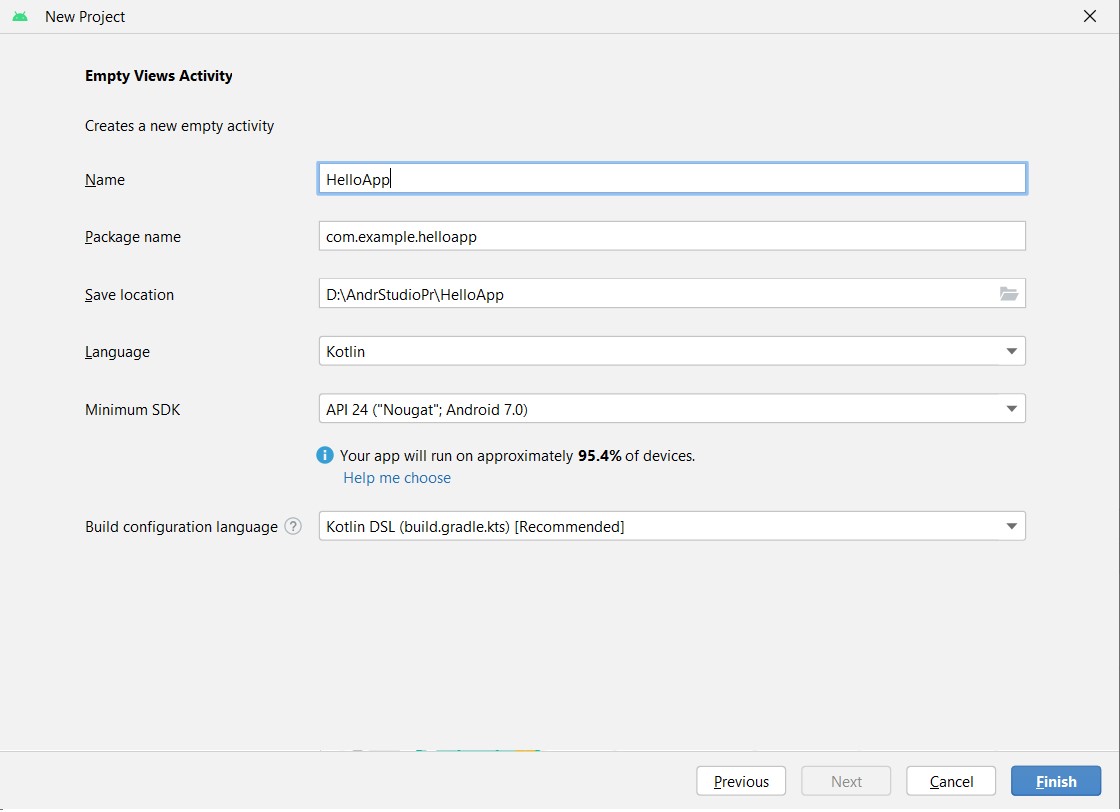 New Project
Empty Views Activity
Creates a new empty activity
Name
HelloApp
Package name
com.example.helloapp
Save location
D:\AndrStudioPr\HelloApp
Language
Kotlin
Minimum SDK
API 24 ("Nougat"; Android 7.0)
Your app will run on approximately 95.4% of devices.
Help me choose
Build configuration language ?
Kotlin DSL (build.gradle.kts) [Recommended]
Previous
Next
Cancel
Finish